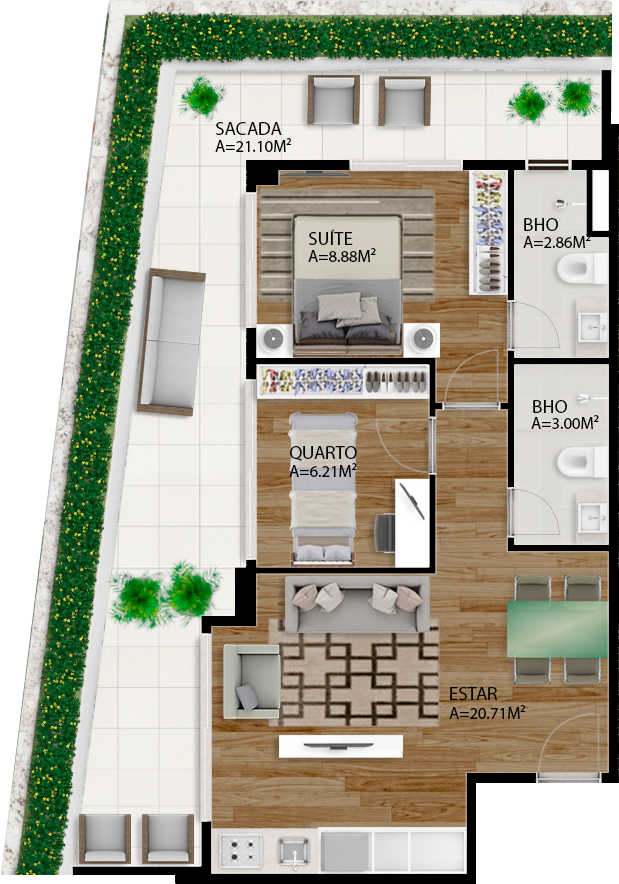 SACADA
A=21.10M²
SUÍTE
A=8.88M²
BHO
A=2.86M²
BHO
A=3.00M²
QUARTO
A=6.21M²
ESTAR
A=20.71M²